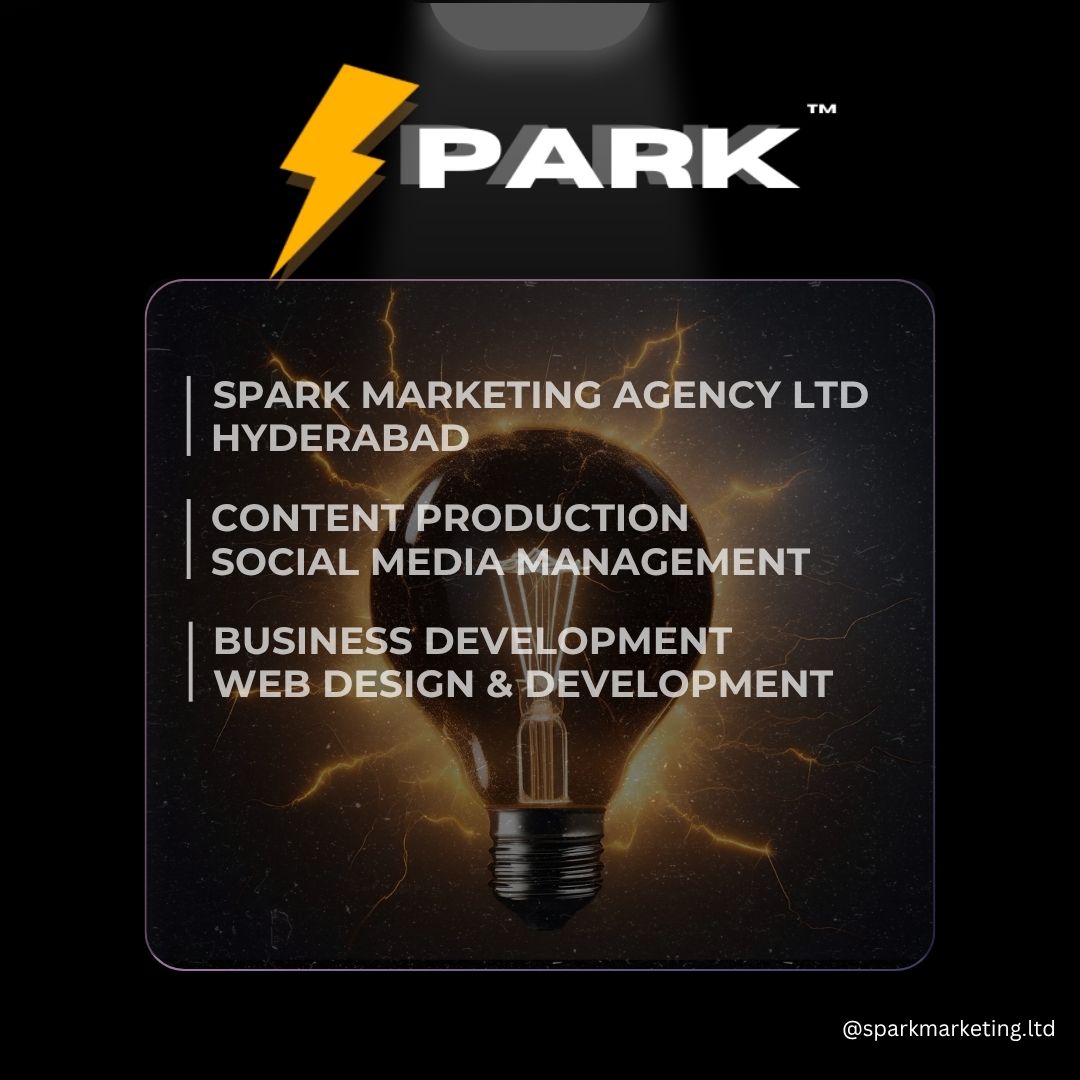 SPARK™
SPARK MARKETING AGENCY LTD
HYDERABAD
CONTENT PRODUCTION
SOCIAL MEDIA MANAGEMENT
BUSINESS DEVELOPMENT
WEB DESIGN & DEVELOPMENT
@sparkmarketing.ltd